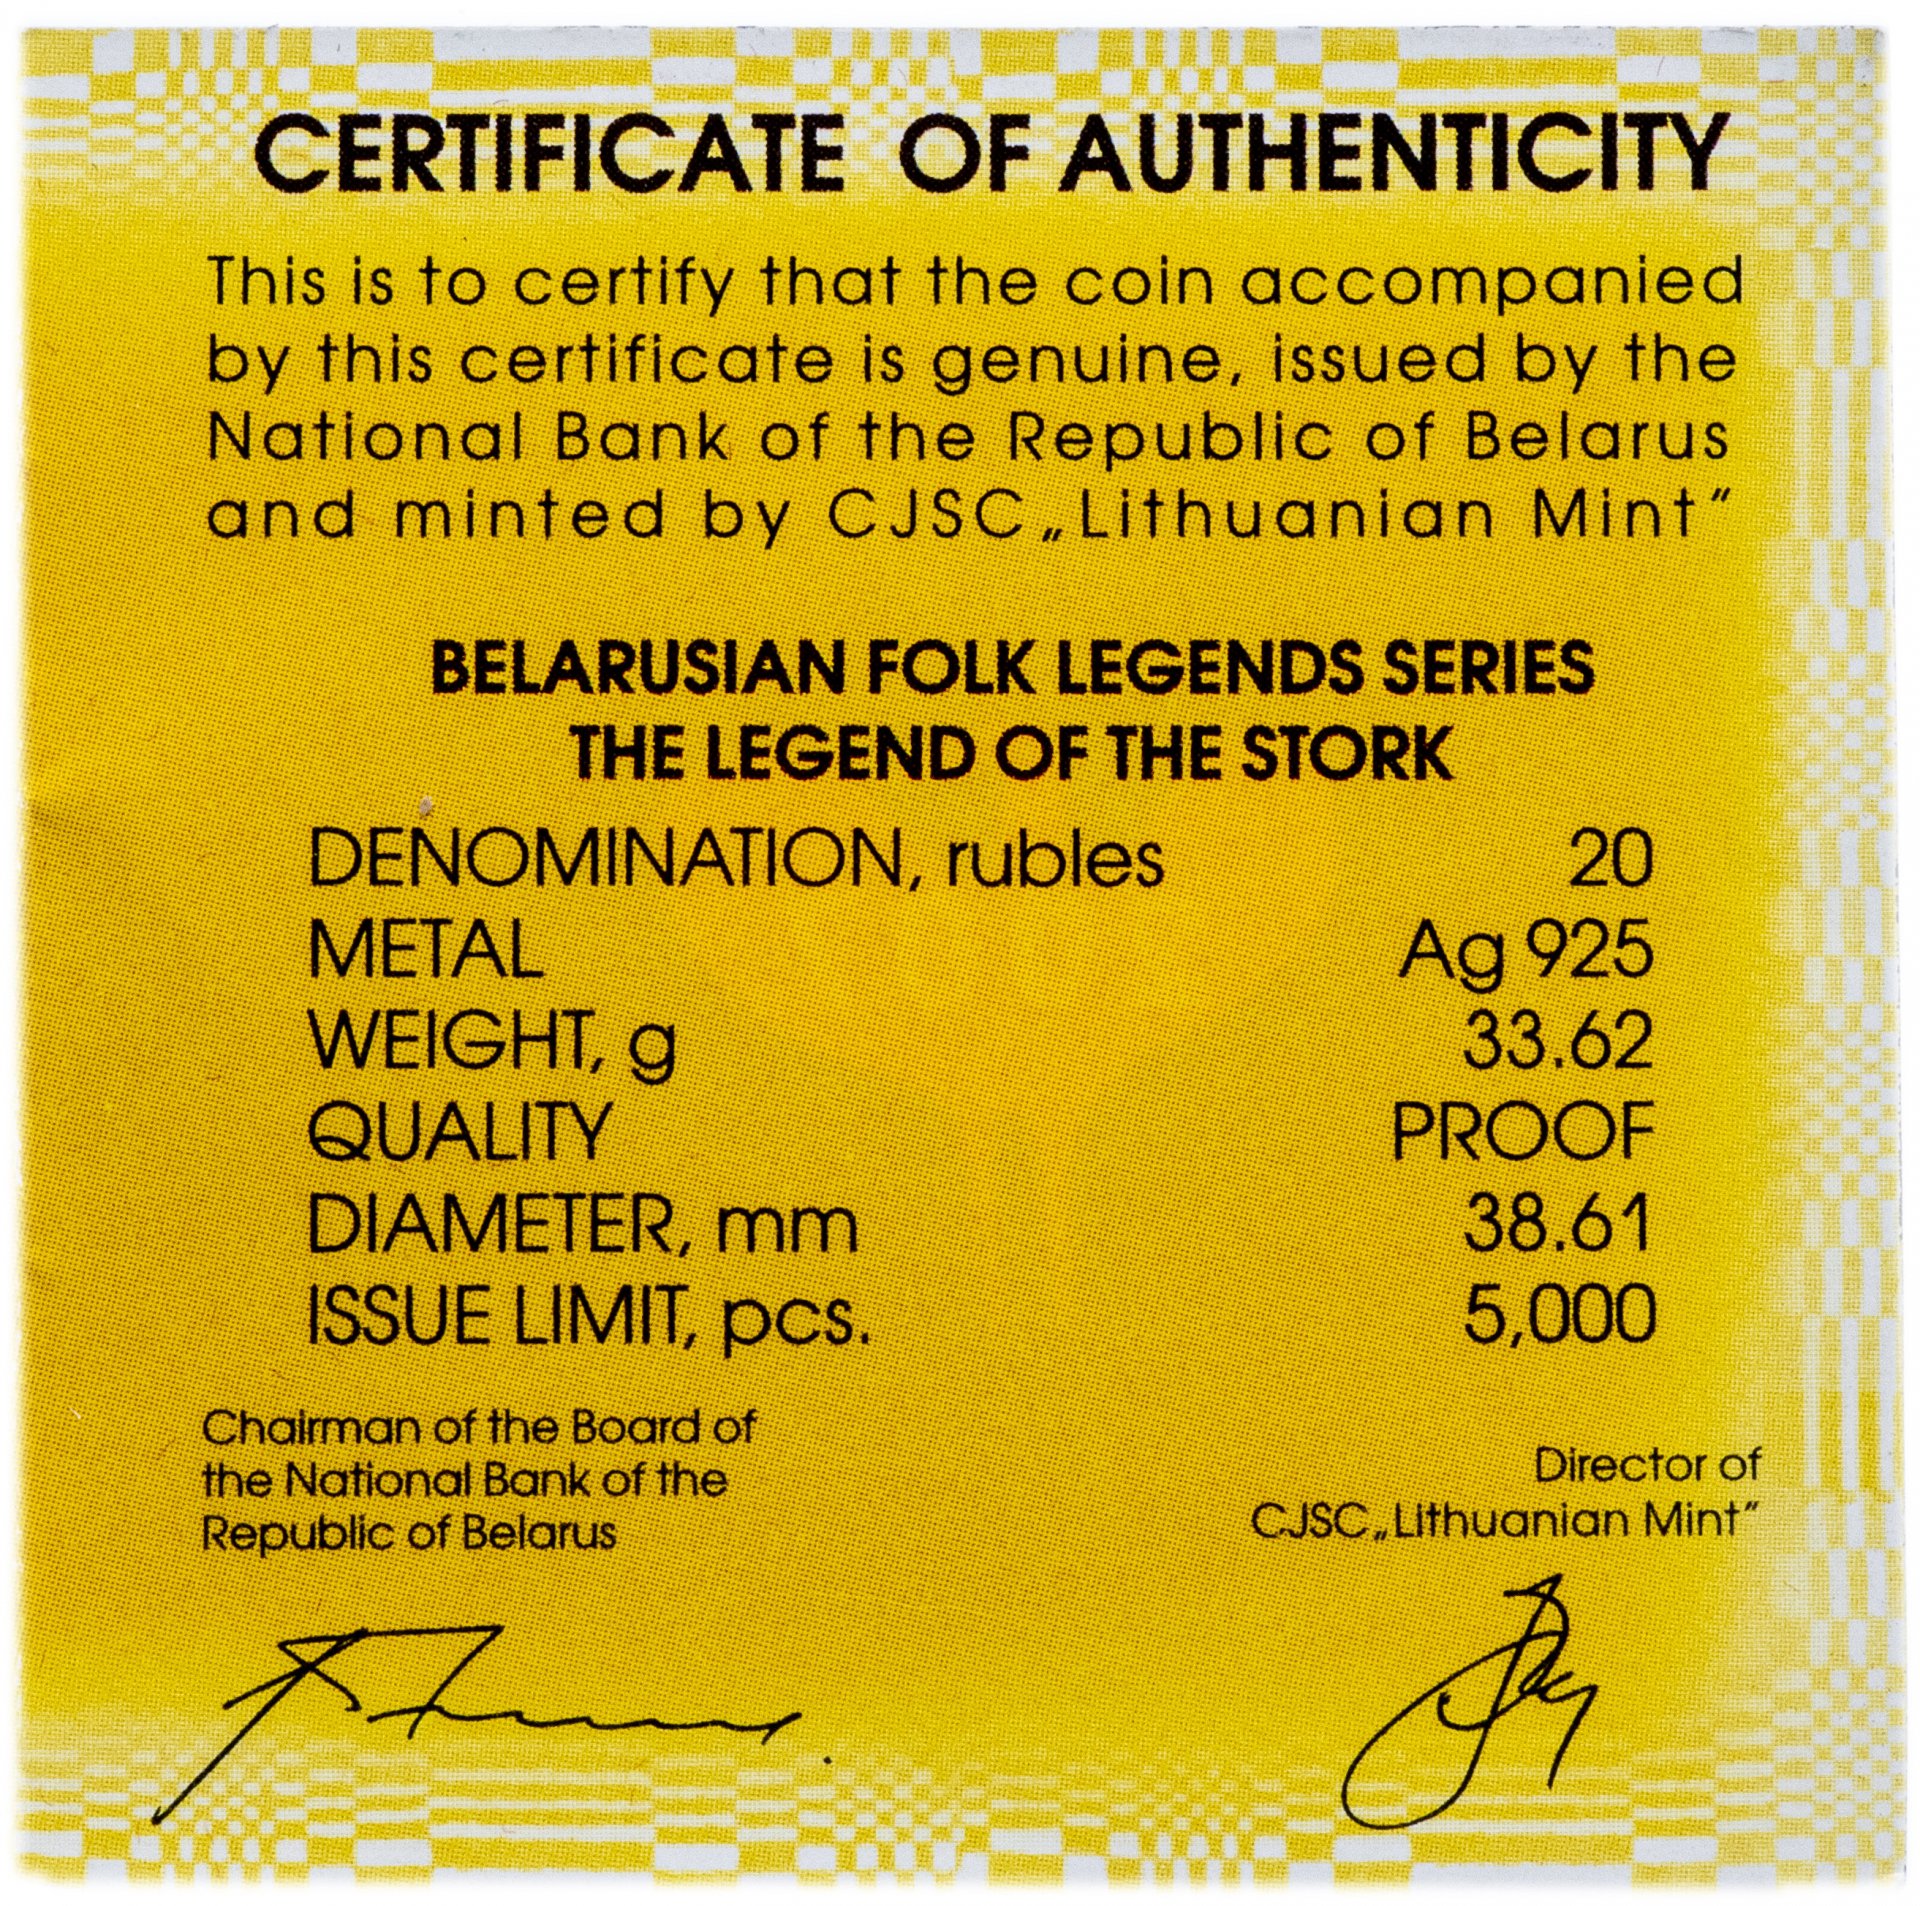 CERTIFICATE OF AUTHENTICITY
This is to certify that the coin accompanied
by this certificate is genuine, issued by the
National Bank of the Republic of Belarus
and minted by CJSC „Lithuanian Mint”
BELARUSIAN FOLK LEGENDS SERIES
THE LEGEND OF THE STORK
DENOMINATION, rubles 20
METAL Ag 925
WEIGHT, g 33.62
QUALITY PROOF
DIAMETER, mm 38.61
ISSUE LIMIT, pcs. 5,000
Chairman of the Board of
the National Bank of the
Republic of Belarus
Director of
CJSC „Lithuanian Mint”